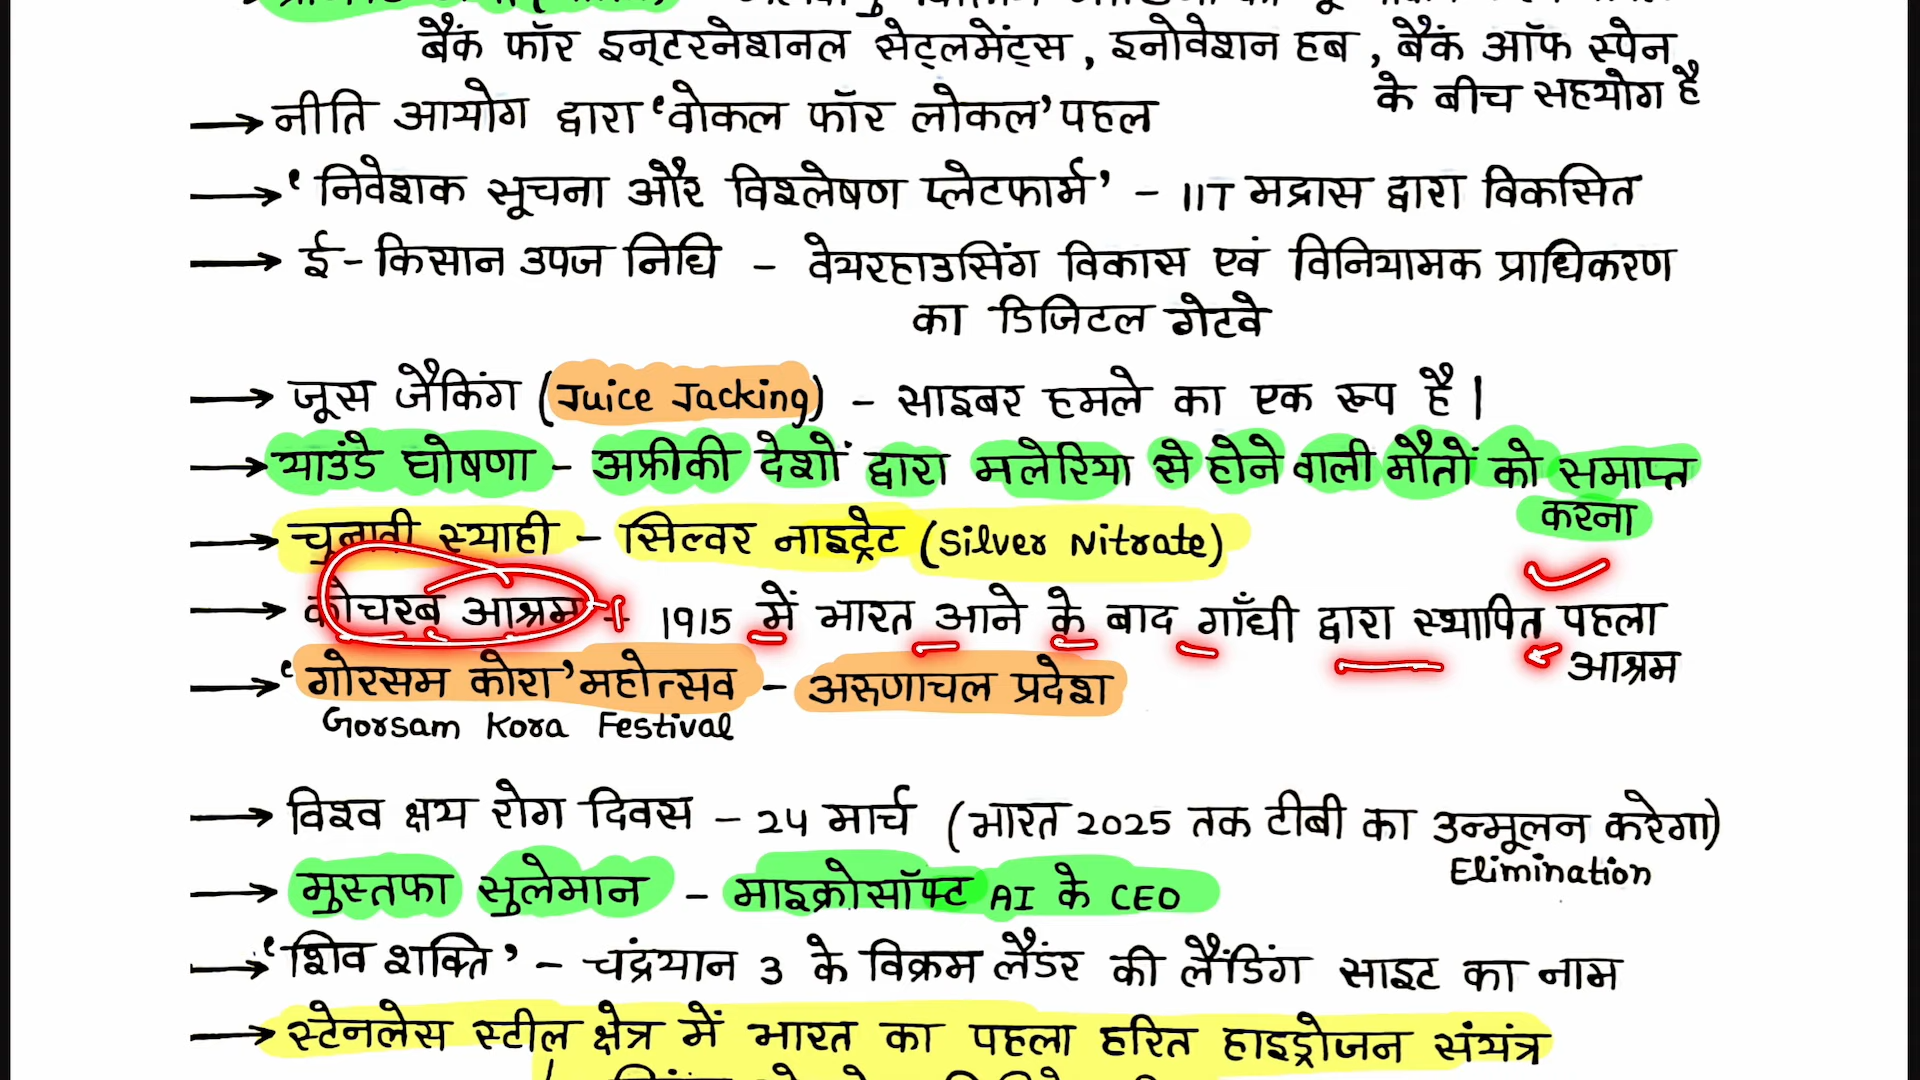 बैंक फॉर इन्टरनेशनल सेट्लमेंट्स, इनोवेशन हब, बैंक ऑफ स्पेन
के बीच सहयोग है
→ नीति आयोग द्वारा 'वोकल फॉर लोकल' पहल
→ 'निवेशक सूचना और विश्लेषण प्लेटफार्म' - IIT मद्रास द्वारा विकसित
→ ई-किसान उपज निधि - वेयरहाउसिंग विकास एवं विनियामक प्राधिकरण
का डिजिटल गेटवे
→ जूस जैकिंग (Juice Jacking) - साइबर हमले का एक रूप है।
→ याउंडे घोषणा - अफ्रीकी देशों द्वारा मलेरिया से होने वाली मौतों को समाप्त
करना
→ चुनावी स्याही - सिल्वर नाइट्रेट (Silver Nitrate)
→ कोचरब आश्रम - 1915 में भारत आने के बाद गाँधी द्वारा स्थापित पहला
आश्रम
→ 'गोरसम कोरा' महोत्सव - अरुणाचल प्रदेश
Gorsam Kora Festival
→ विश्व क्षय रोग दिवस - 24 मार्च (भारत 2025 तक टीबी का उन्मूलन करेगा)
Elimination
→ मुस्तफा सुलेमान - माइक्रोसॉफ्ट AI के CEO
→ 'शिव शक्ति' - चंद्रयान 3 के विक्रम लैंडर की लैंडिंग साइट का नाम
→ स्टेनलेस स्टील क्षेत्र में भारत का पहला हरित हाइड्रोजन संयंत्र